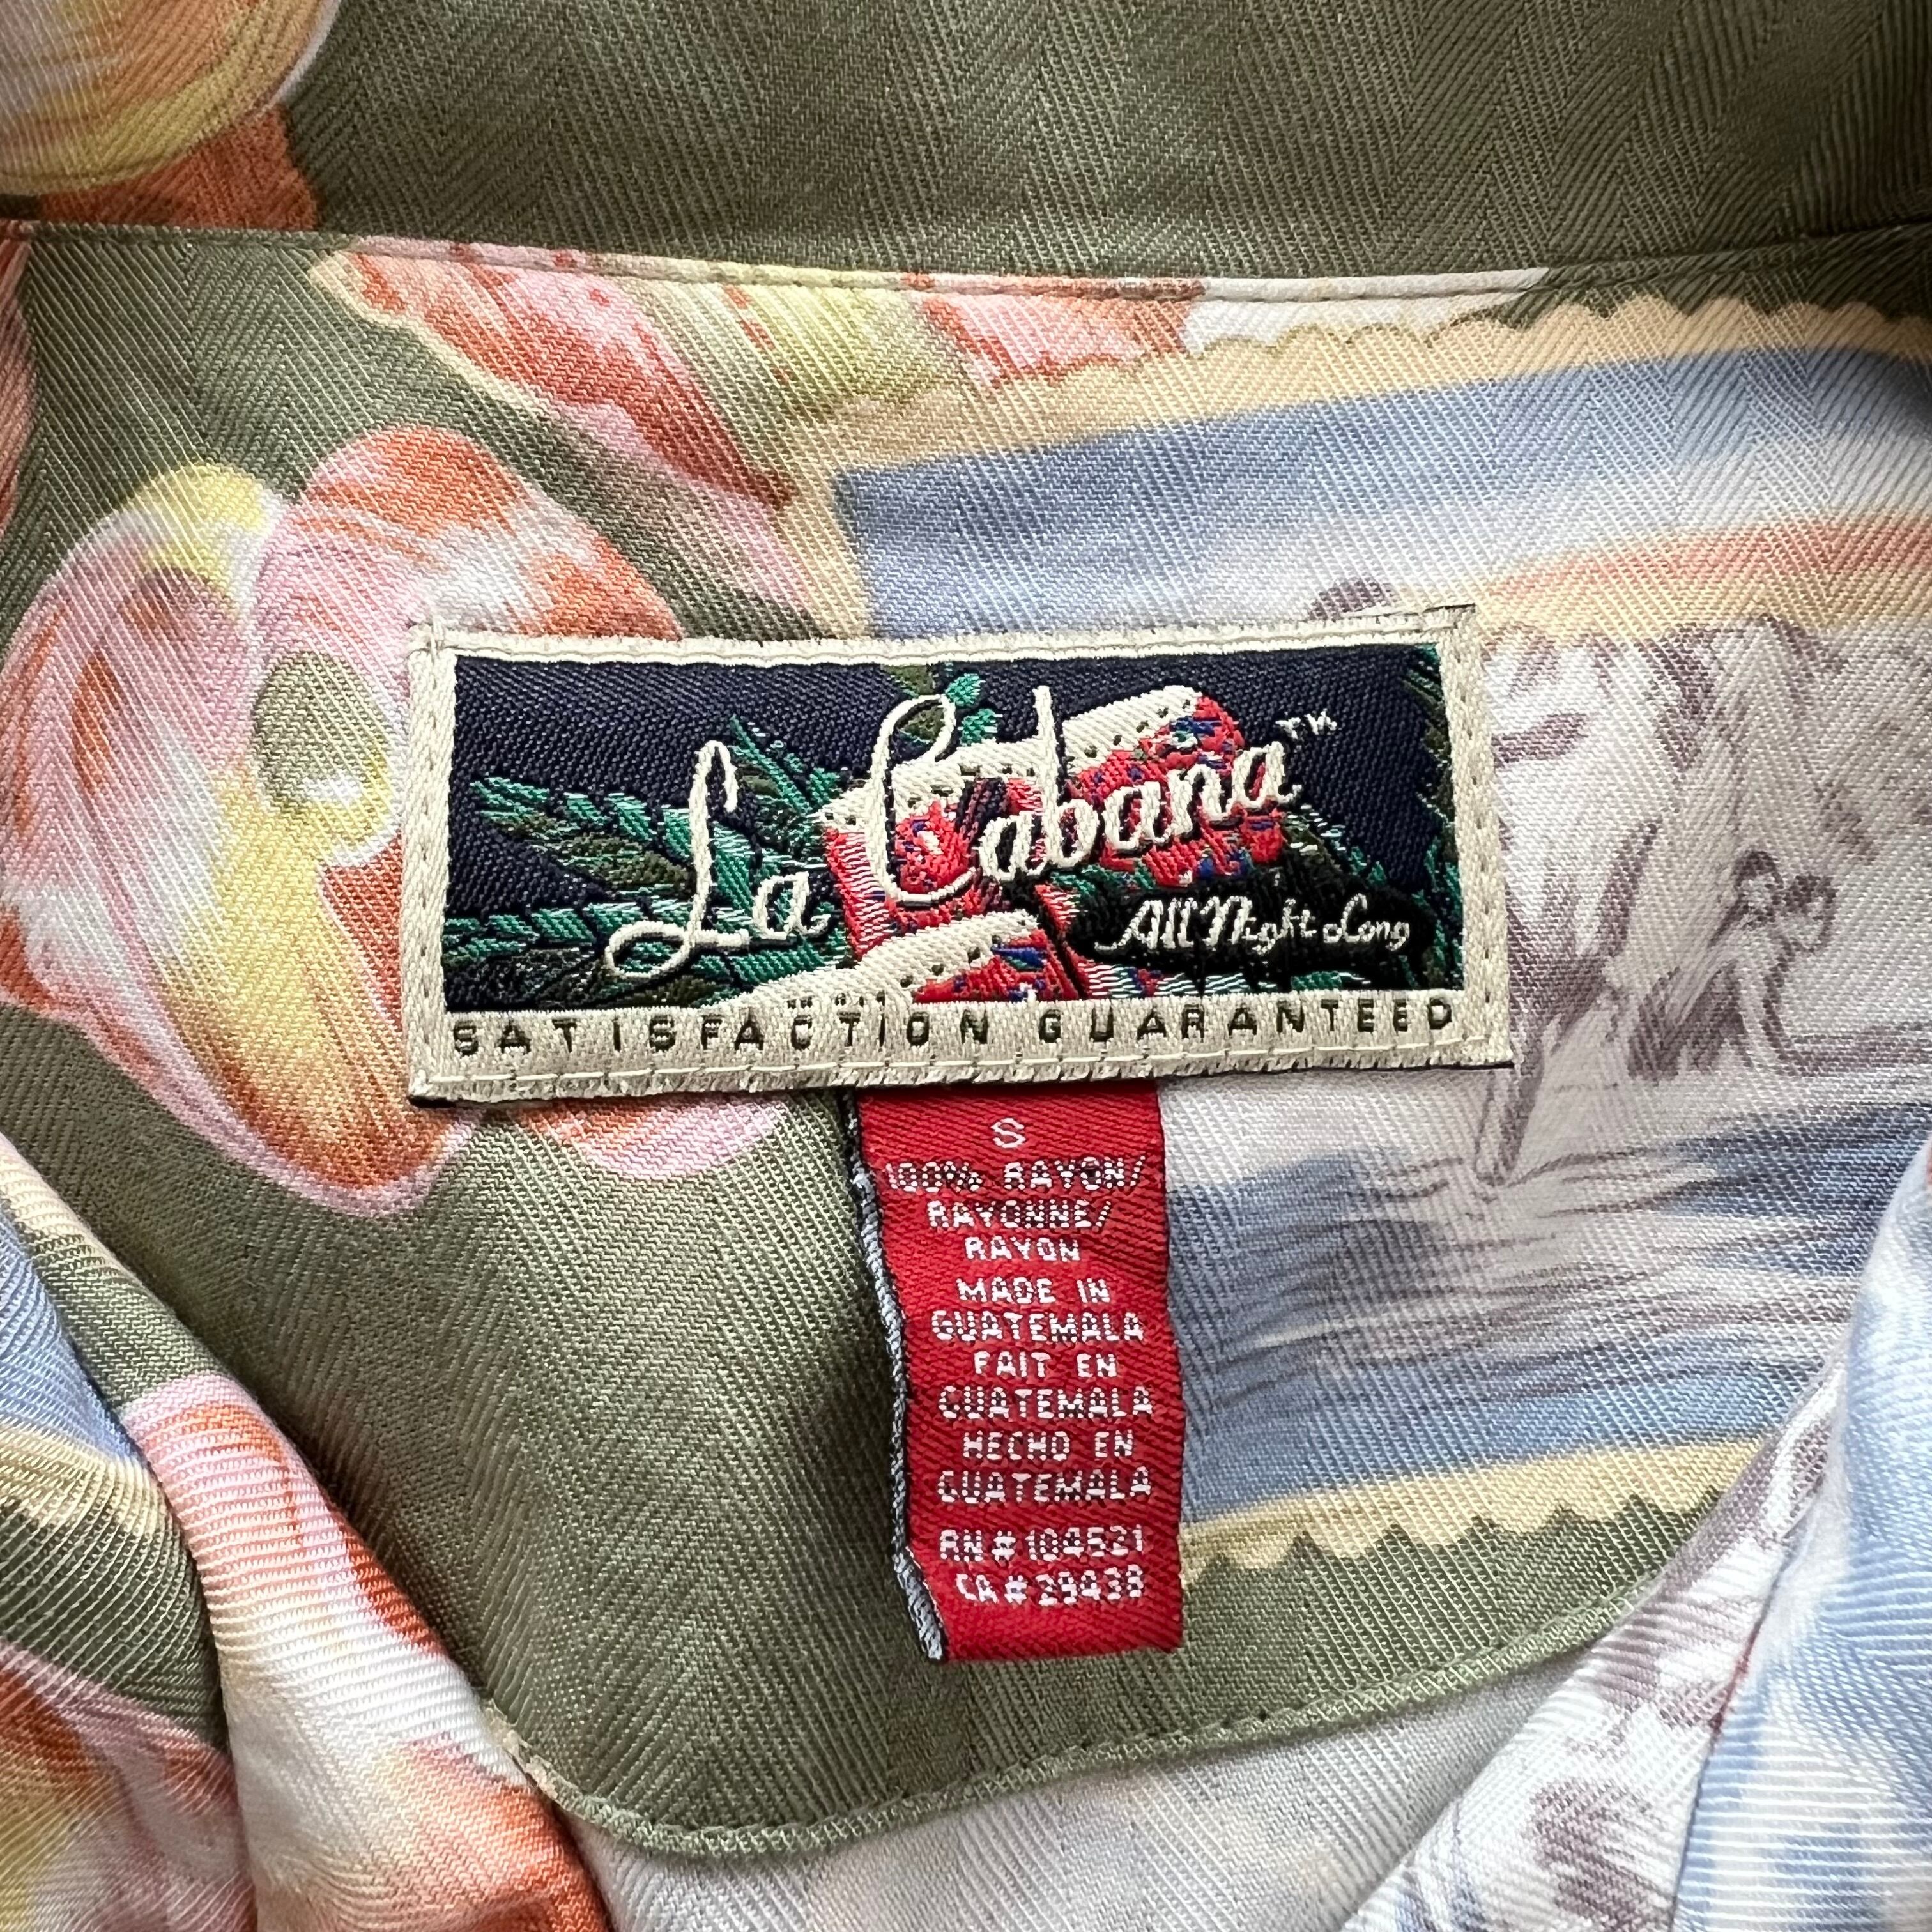 La Cabana™
All Night Long
SATISFACTION GUARANTEED
S
100% RAYON/
RAYONNE/
RAYON
MADE IN
GUATEMALA
FAIT EN
GUATEMALA
HECHO EN
GUATEMALA
RN # 104521
CA # 29438